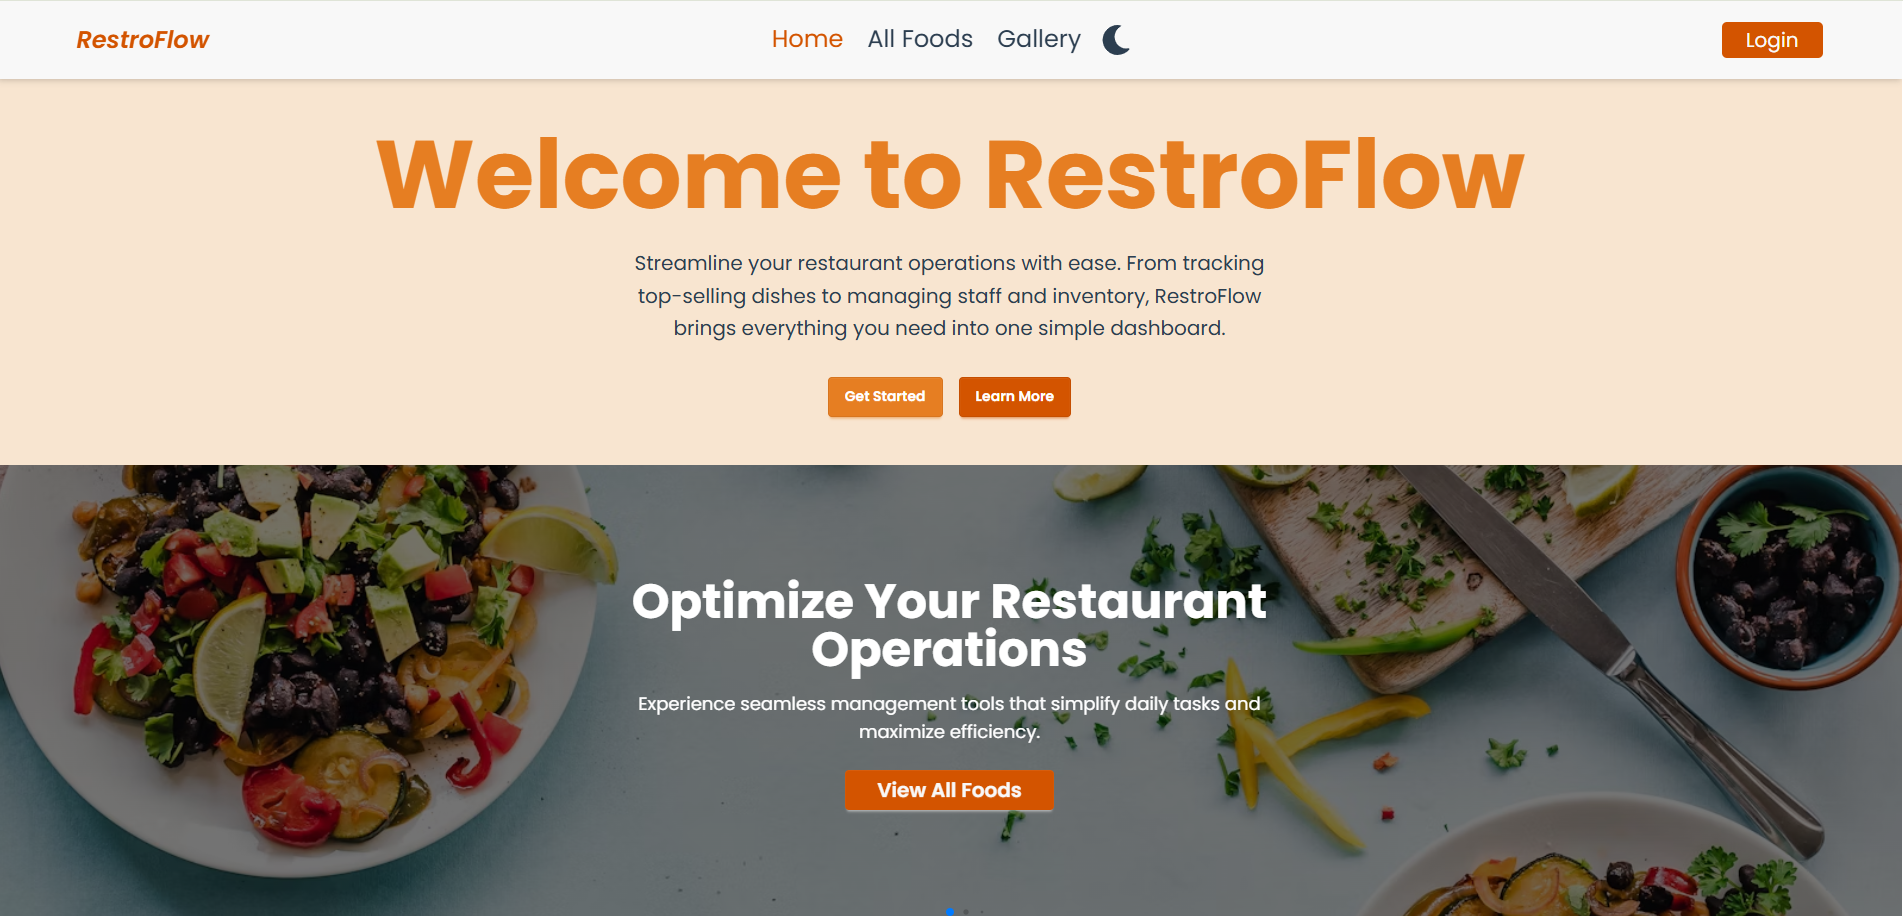 RestroFlow
Home All Foods Gallery
Login
Welcome to RestroFlow
Streamline your restaurant operations with ease. From tracking
top-selling dishes to managing staff and inventory, RestroFlow
brings everything you need into one simple dashboard.
Get Started
Learn More
Optimize Your Restaurant
Operations
Experience seamless management tools that simplify daily tasks and
maximize efficiency.
View All Foods